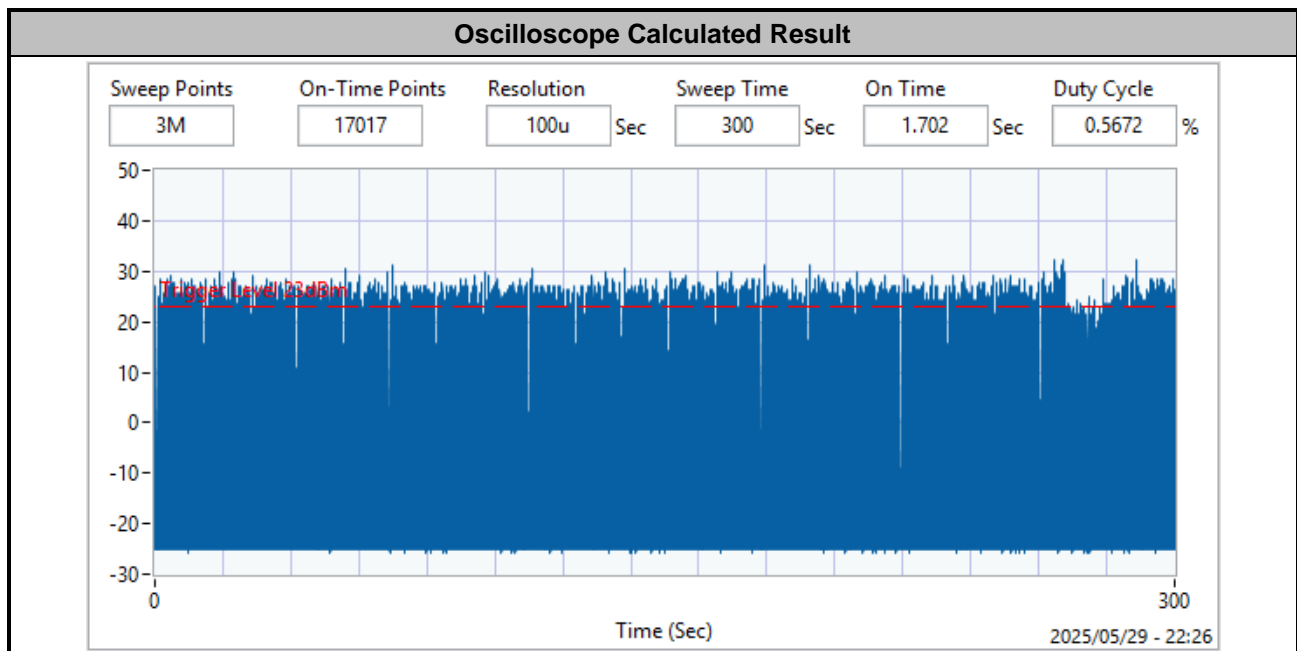 Oscilloscope Calculated Result
Sweep Points On-Time Points Resolution Sweep Time On Time Duty Cycle
3M 17017 100u Sec 300 Sec 1.702 Sec 0.5672 %
50
40
30
Trigger Level 23dBm
20
10
0
-10
-20
-30
0 300
Time (Sec)
2025/05/29 - 22:26